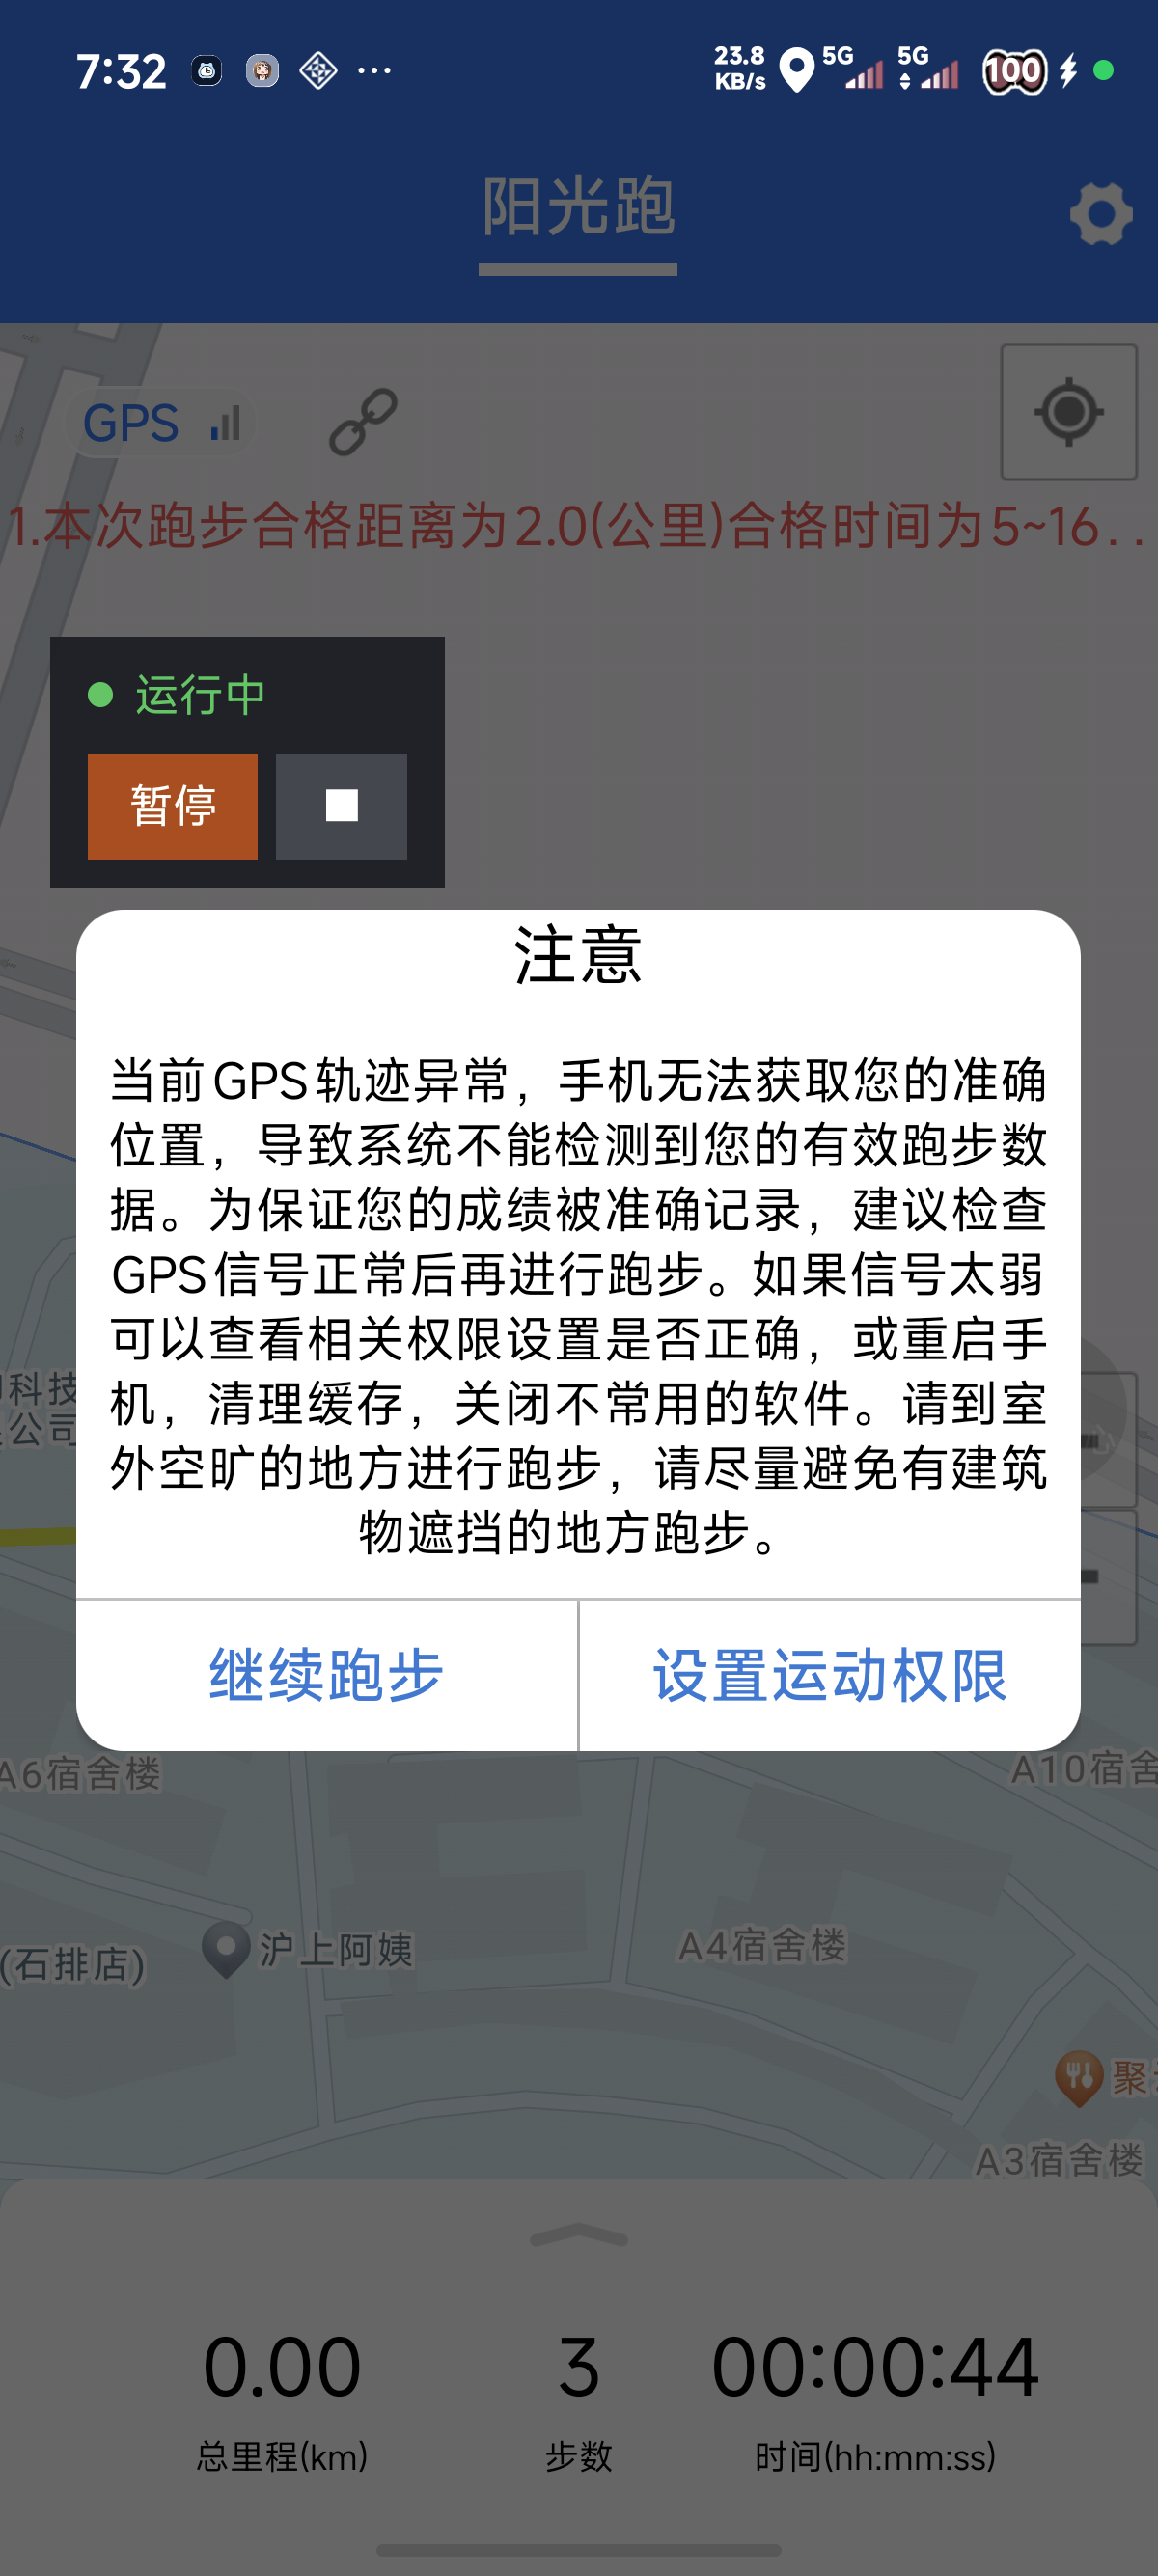 7:32
23.8
KB/s
5G
5G
100
阳光跑
GPS
1.本次跑步合格距离为2.0(公里)合格时间为5~16..
运行中
暂停
注意
当前GPS轨迹异常，手机无法获取您的准确
位置，导致系统不能检测到您的有效跑步数
据。为保证您的成绩被准确记录，建议检查
GPS信号正常后再进行跑步。如果信号太弱
可以查看相关权限设置是否正确，或重启手
机，清理缓存，关闭不常用的软件。请到室
外空旷的地方进行跑步，请尽量避免有建筑
物遮挡的地方跑步。
继续跑步
设置运动权限
科技
公司
A6宿舍楼
A10宿舍
(石排店)
沪上阿姨
A4宿舍楼
聚
A3宿舍楼
0.00
3
00:00:44
总里程(km)
步数
时间(hh:mm:ss)